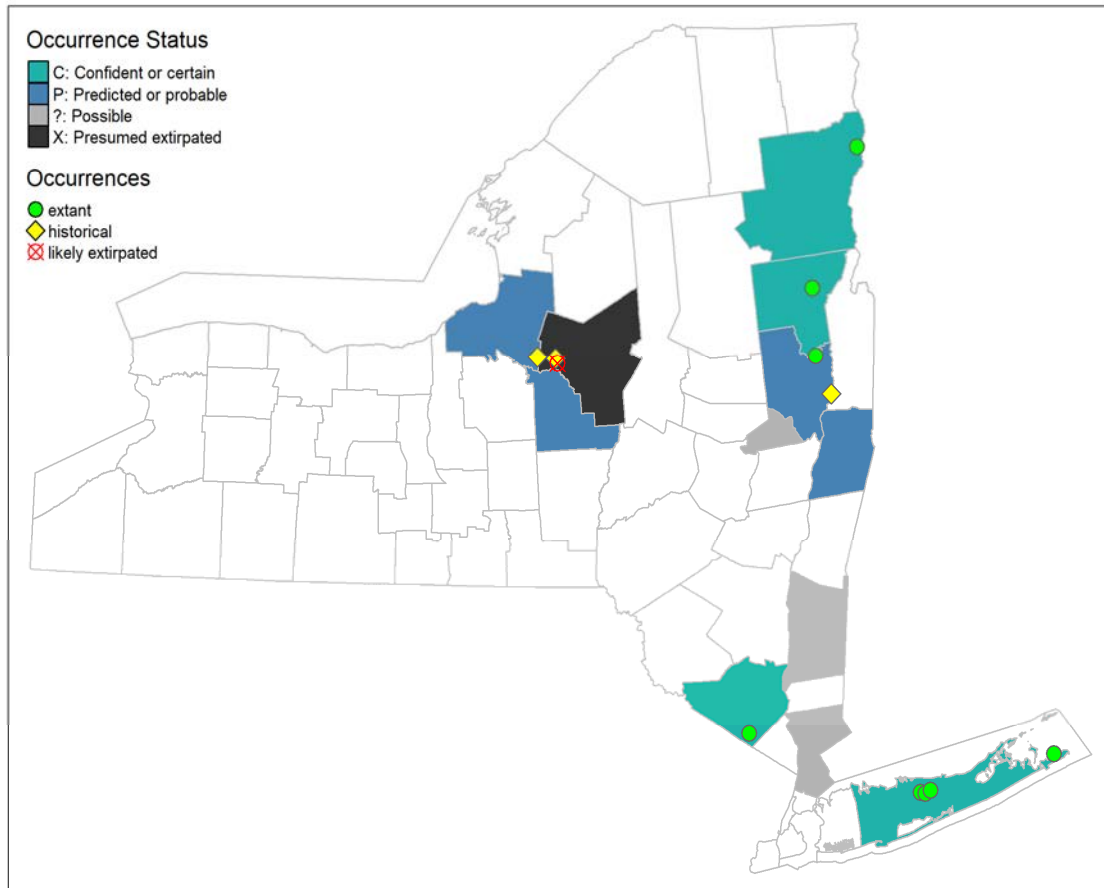 Occurrence Status
C: Confident or certain
P: Predicted or probable
?: Possible
X: Presumed extirpated
Occurrences
extant
historical
likely extirpated